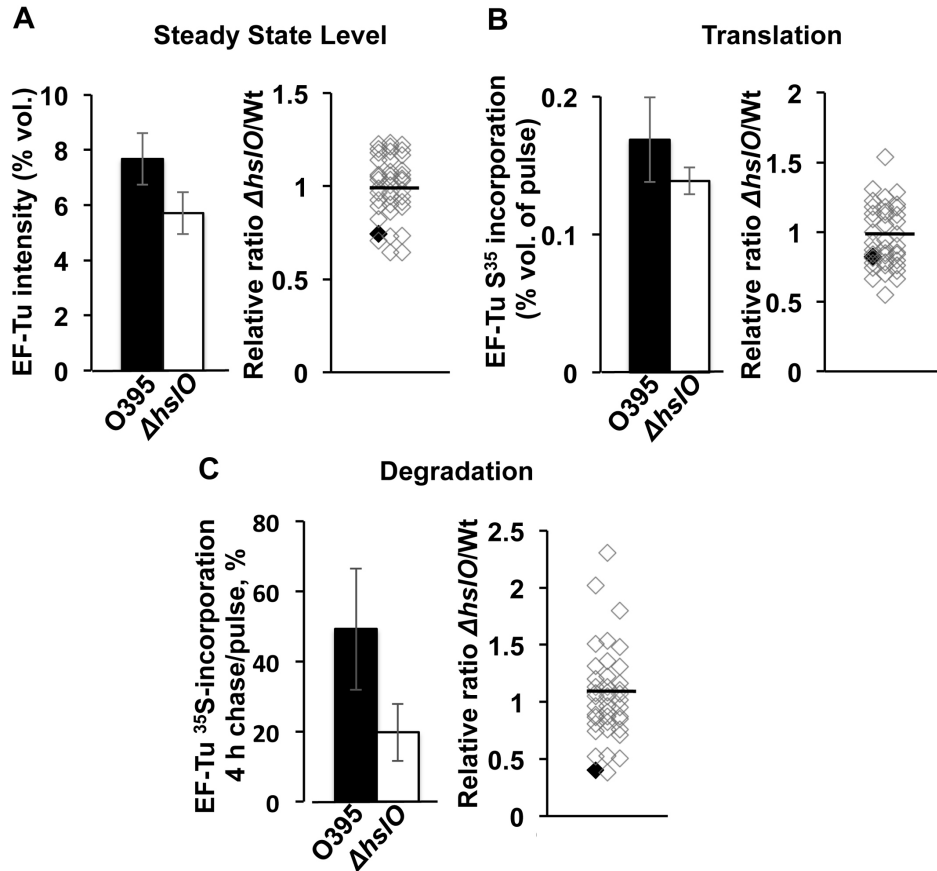 A
Steady State Level
EF-Tu intensity (% vol.)
10
8
6
4
2
0
O395
ΔhslO
Relative ratio ΔhslO/Wt
1.5
1
0.5
0
B
Translation
EF-Tu S35 incorporation
(% vol. of pulse)
0.2
0.1
0
O395
ΔhslO
Relative ratio ΔhslO/Wt
2
1.5
1
0.5
0
C
Degradation
EF-Tu 35S-incorporation
4 h chase/pulse, %
80
60
40
20
0
O395
ΔhslO
Relative ratio ΔhslO/Wt
2.5
2
1.5
1
0.5
0